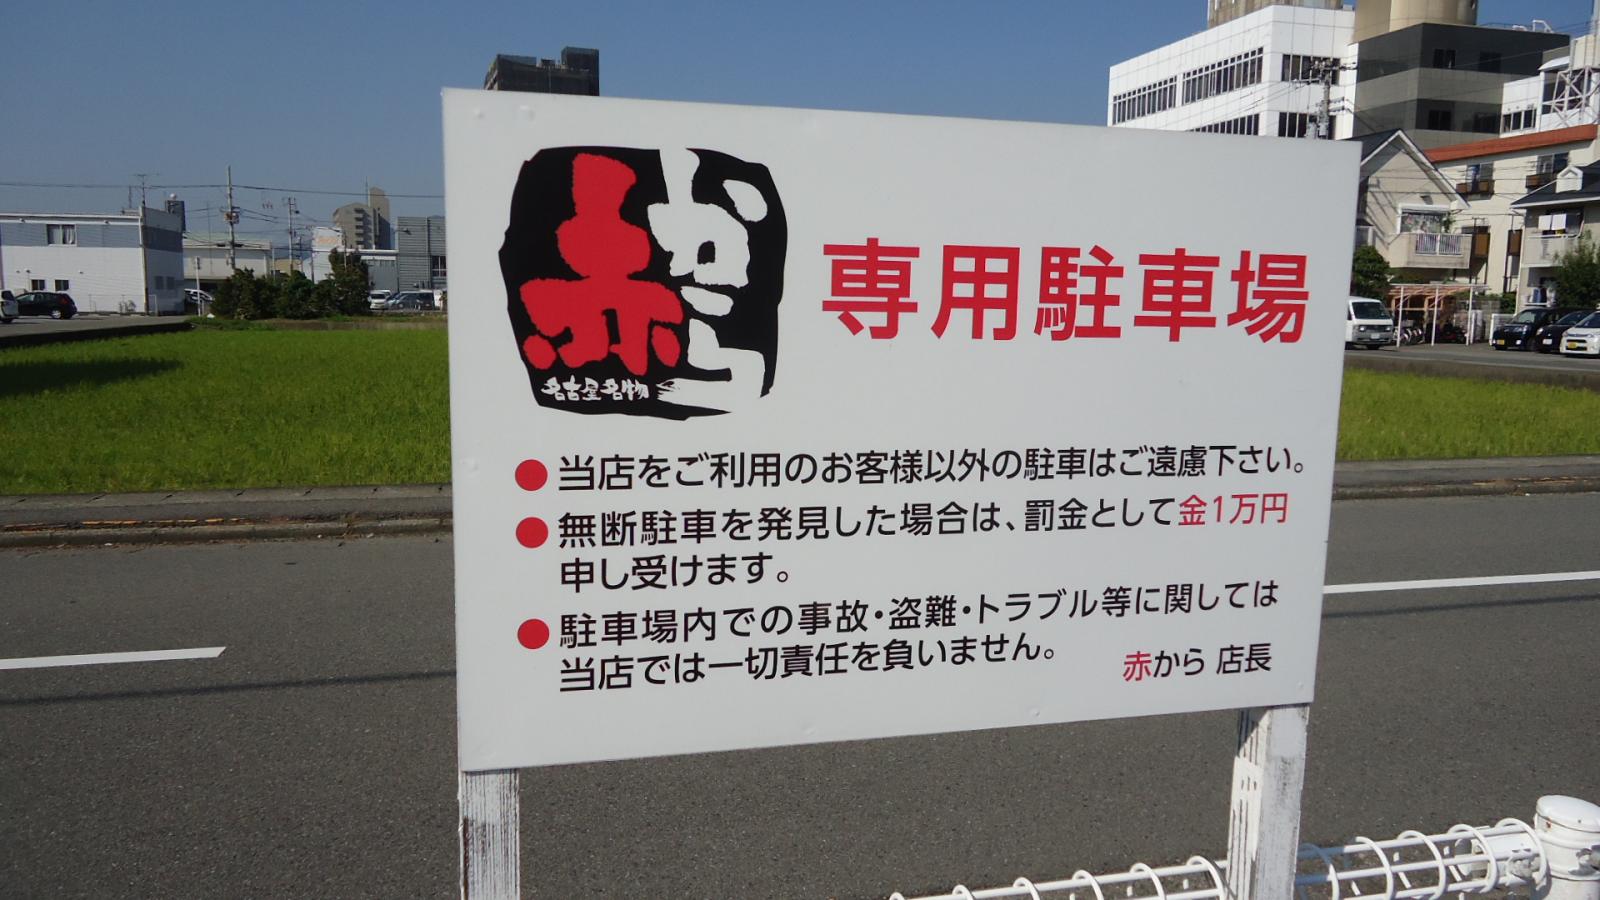 赤から
名古屋名物
専用駐車場
●当店をご利用のお客様以外の駐車はご遠慮下さい。
●無断駐車を発見した場合は、罰金として金1万円
申し受けます。
●駐車場内での事故・盗難・トラブル等に関しては
当店では一切責任を負いません。
赤から 店長